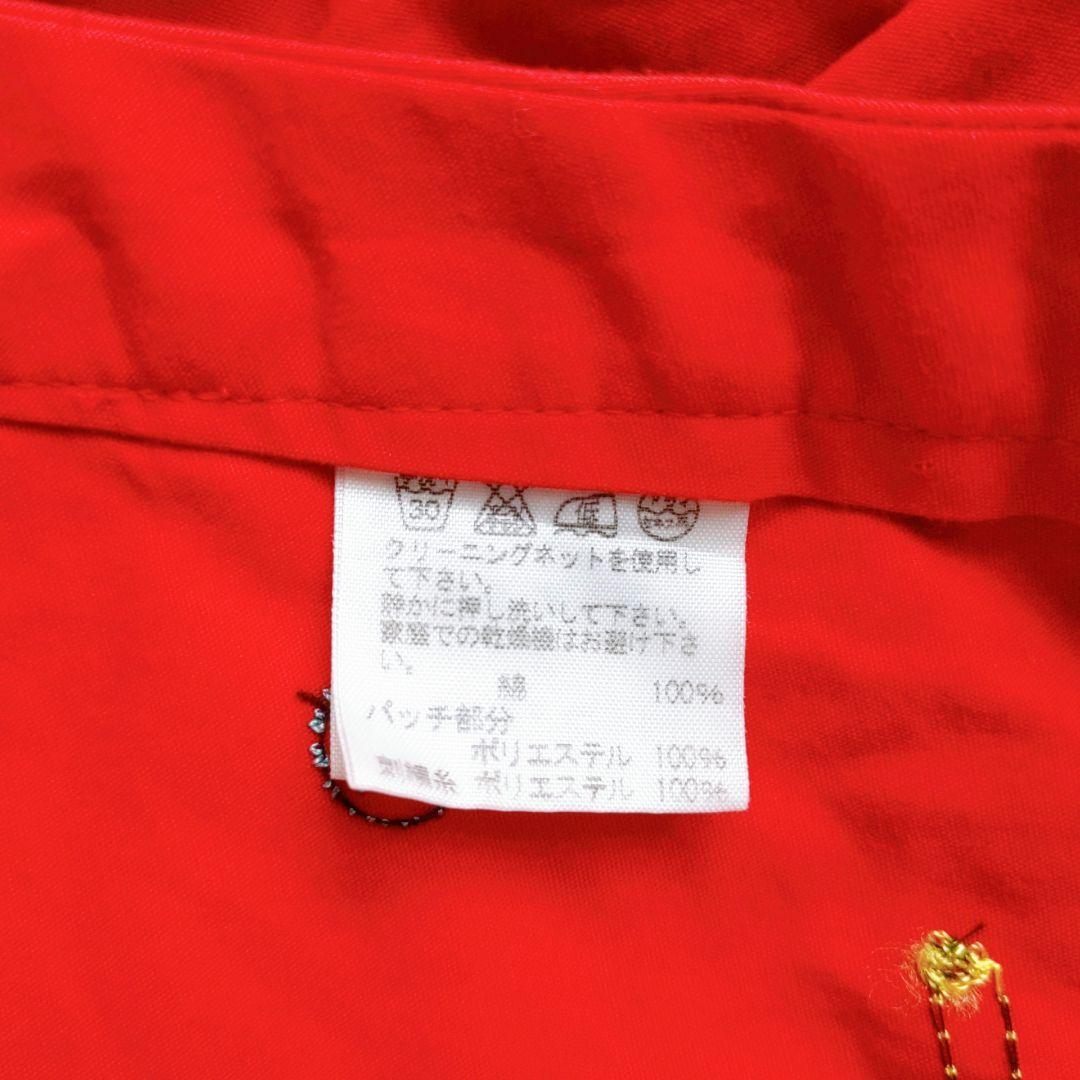 30 低
クリーニングネットを使用し
て下さい。
静かに押し洗いして下さい。
家庭での乾燥機はお避け下さ
い。
綿 100%
パッチ部分
ポリエステル 100%
刺繍糸 ポリエステル 100%